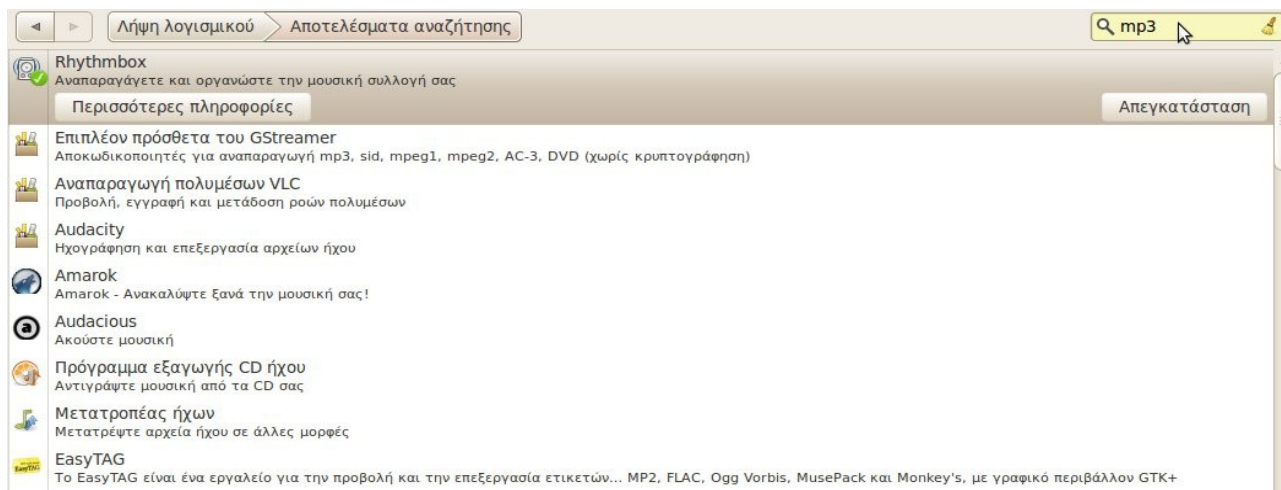 Λήψη λογισμικού Αποτελέσματα αναζήτησης mp3
Rhythmbox
Αναπαραγάγετε και οργανώστε την μουσική συλλογή σας
Περισσότερες πληροφορίες Απεγκατάσταση
Επιπλέον πρόσθετα του GStreamer
Αποκωδικοποιητές για αναπαραγωγή mp3, sid, mpeg1, mpeg2, AC-3, DVD (χωρίς κρυπτογράφηση)
Αναπαραγωγή πολυμέσων VLC
Προβολή, εγγραφή και μετάδοση ροών πολυμέσων
Audacity
Ηχογράφηση και επεξεργασία αρχείων ήχου
Amarok
Amarok - Ανακαλύψτε ξανά την μουσική σας!
Audacious
Ακούστε μουσική
Πρόγραμμα εξαγωγής CD ήχου
Αντιγράψτε μουσική από τα CD σας
Μετατροπέας ήχων
Μετατρέψτε αρχεία ήχου σε άλλες μορφές
EasyTAG
Το EasyTAG είναι ένα εργαλείο για την προβολή και την επεξεργασία ετικετών... MP2, FLAC, Ogg Vorbis, MusePack και Monkey's, με γραφικό περιβάλλον GTK+